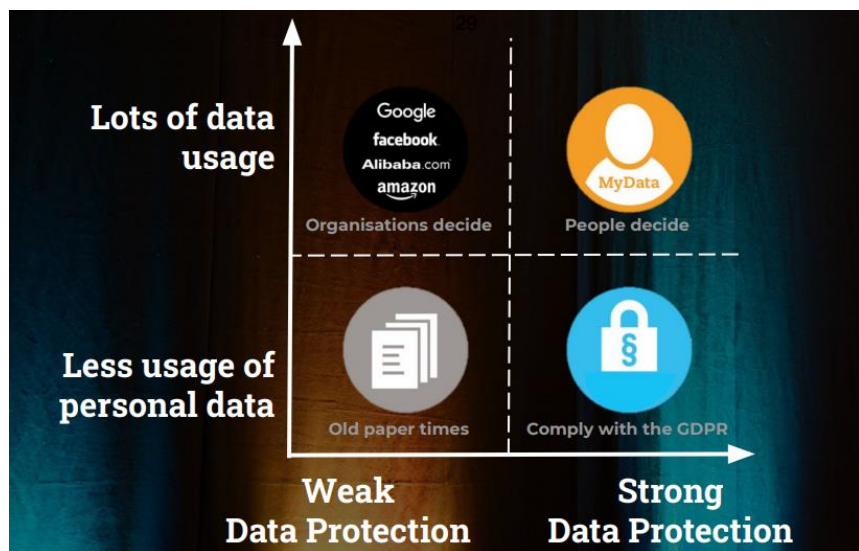 29
Lots of data
usage
Google
facebook
Alibaba.com
amazon
Organisations decide
MyData
People decide
Less usage of
personal data
Old paper times
§
Comply with the GDPR
Weak
Data Protection
Strong
Data Protection